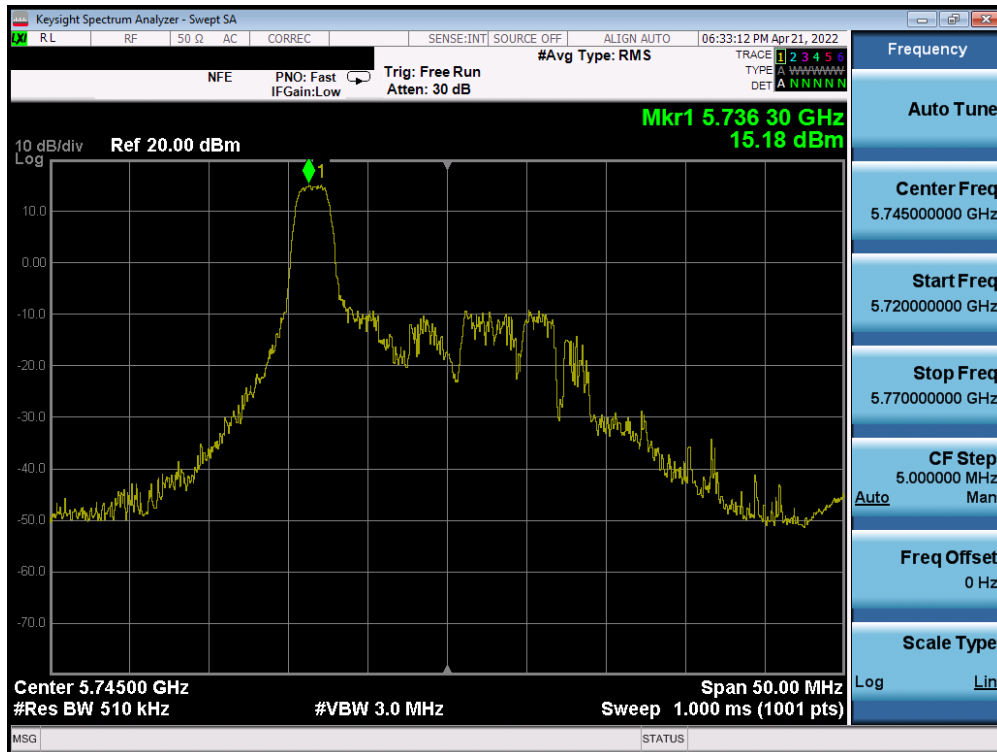 Keysight Spectrum Analyzer - Swept SA
LXI RL RF 50 Ω AC CORREC SENSE:INT SOURCE OFF ALIGN AUTO 06:33:12 PM Apr 21, 2022
#Avg Type: RMS TRACE 1 2 3 4 5 6
NFE PNO: Fast Trig: Free Run TYPE A WWWWW
IFGain:Low Atten: 30 dB DET A N N N N N
Mkr1 5.736 30 GHz
15.18 dBm
10 dB/div Ref 20.00 dBm
Log
1
10.0
0.00
-10.0
-20.0
-30.0
-40.0
-50.0
-60.0
-70.0
Center 5.74500 GHz Span 50.00 MHz
#Res BW 510 kHz #VBW 3.0 MHz Sweep 1.000 ms (1001 pts)
MSG STATUS
Frequency
Auto Tune
Center Freq
5.745000000 GHz
Start Freq
5.720000000 GHz
Stop Freq
5.770000000 GHz
CF Step
5.000000 MHz
Auto Man
Freq Offset
0 Hz
Scale Type
Log Lin